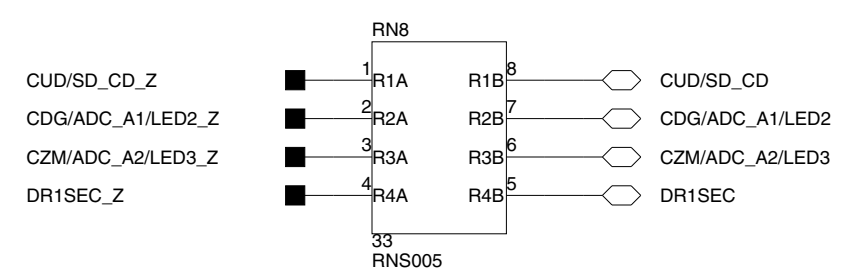 RN8
CUD/SD_CD_Z 1 R1A R1B 8 CUD/SD_CD
CDG/ADC_A1/LED2_Z 2 R2A R2B 7 CDG/ADC_A1/LED2
CZM/ADC_A2/LED3_Z 3 R3A R3B 6 CZM/ADC_A2/LED3
DR1SEC_Z 4 R4A R4B 5 DR1SEC
33
RNS005